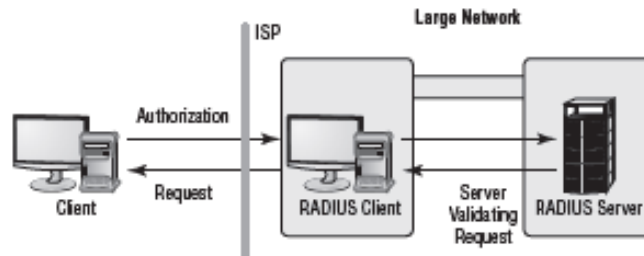 Large Network
ISP
Authorization
Request
Client
RADIUS Client
Server
Validating
Request
RADIUS Server